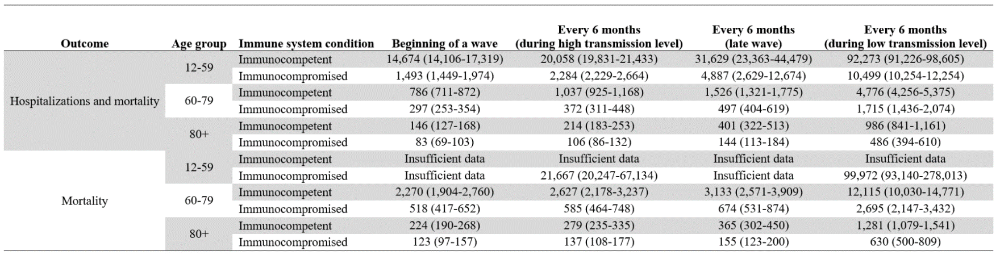 Outcome Age group Immune system condition Beginning of a wave Every 6 months (during high transmission level) Every 6 months (late wave) Every 6 months (during low transmission level)
Hospitalizations and mortality
12-59
Immunocompetent 14,674 (14,106-17,319) 20,058 (19,831-21,433) 31,629 (23,363-44,479) 92,273 (91,226-98,605)
Immunocompromised 1,493 (1,449-1,974) 2,284 (2,229-2,664) 4,887 (2,629-12,674) 10,499 (10,254-12,254)
60-79
Immunocompetent 786 (711-872) 1,037 (925-1,168) 1,526 (1,321-1,775) 4,776 (4,256-5,375)
Immunocompromised 297 (253-354) 372 (311-448) 497 (404-619) 1,715 (1,436-2,074)
80+
Immunocompetent 146 (127-168) 214 (183-253) 401 (322-513) 986 (841-1,161)
Immunocompromised 83 (69-103) 106 (86-132) 144 (113-184) 486 (394-610)
Mortality
12-59
Immunocompetent Insufficient data Insufficient data Insufficient data Insufficient data
Immunocompromised Insufficient data 21,667 (20,247-67,134) Insufficient data 99,972 (93,140-278,013)
60-79
Immunocompetent 2,270 (1,904-2,760) 2,627 (2,178-3,237) 3,133 (2,571-3,909) 12,115 (10,030-14,771)
Immunocompromised 518 (417-652) 585 (464-748) 674 (531-874) 2,695 (2,147-3,432)
80+
Immunocompetent 224 (190-268) 279 (235-335) 365 (302-450) 1,281 (1,079-1,541)
Immunocompromised 123 (97-157) 137 (108-177) 155 (123-200) 630 (500-809)